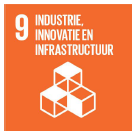 9 INDUSTRIE,
INNOVATIE EN
INFRASTRUCTUUR